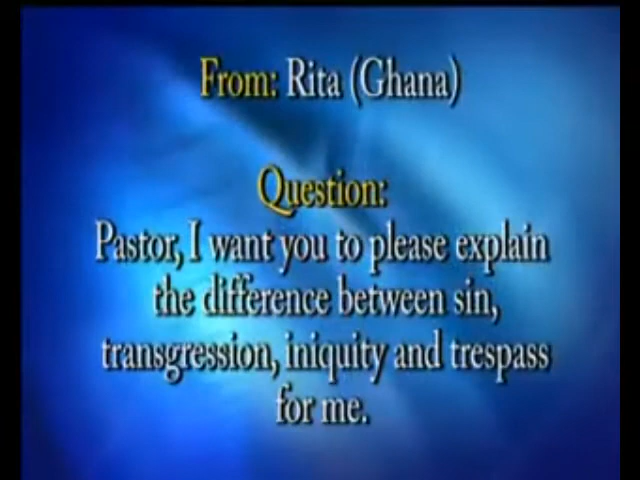 From: Rita (Ghana)
Question:
Pastor, I want you to please explain
the difference between sin,
transgression, iniquity and trespass
for me.